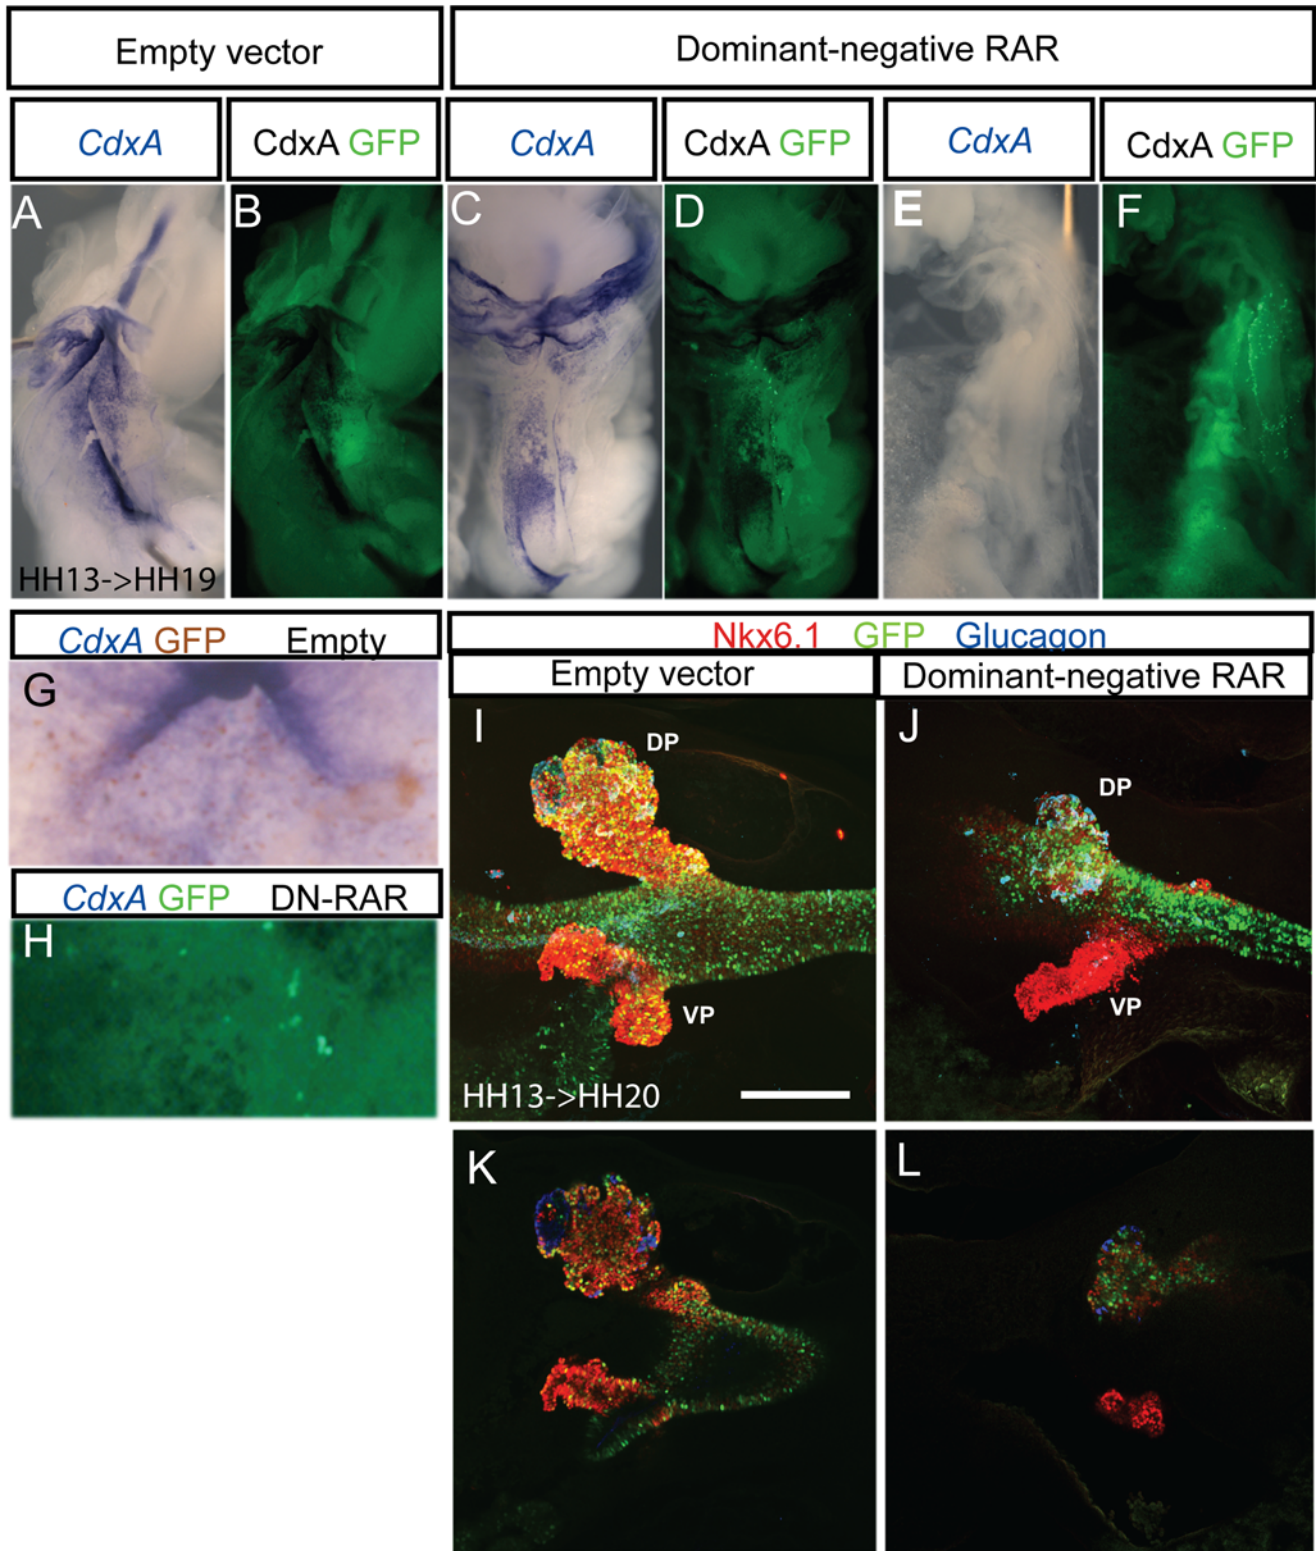 Empty vector
Dominant-negative RAR
CdxA
CdxA GFP
CdxA
CdxA GFP
CdxA
CdxA GFP
A
B
C
D
E
F
HH13->HH19
CdxA GFP Empty
Nkx6.1 GFP Glucagon
Empty vector
Dominant-negative RAR
G
I
DP
J
DP
CdxA GFP DN-RAR
H
VP
VP
HH13->HH20
K
L